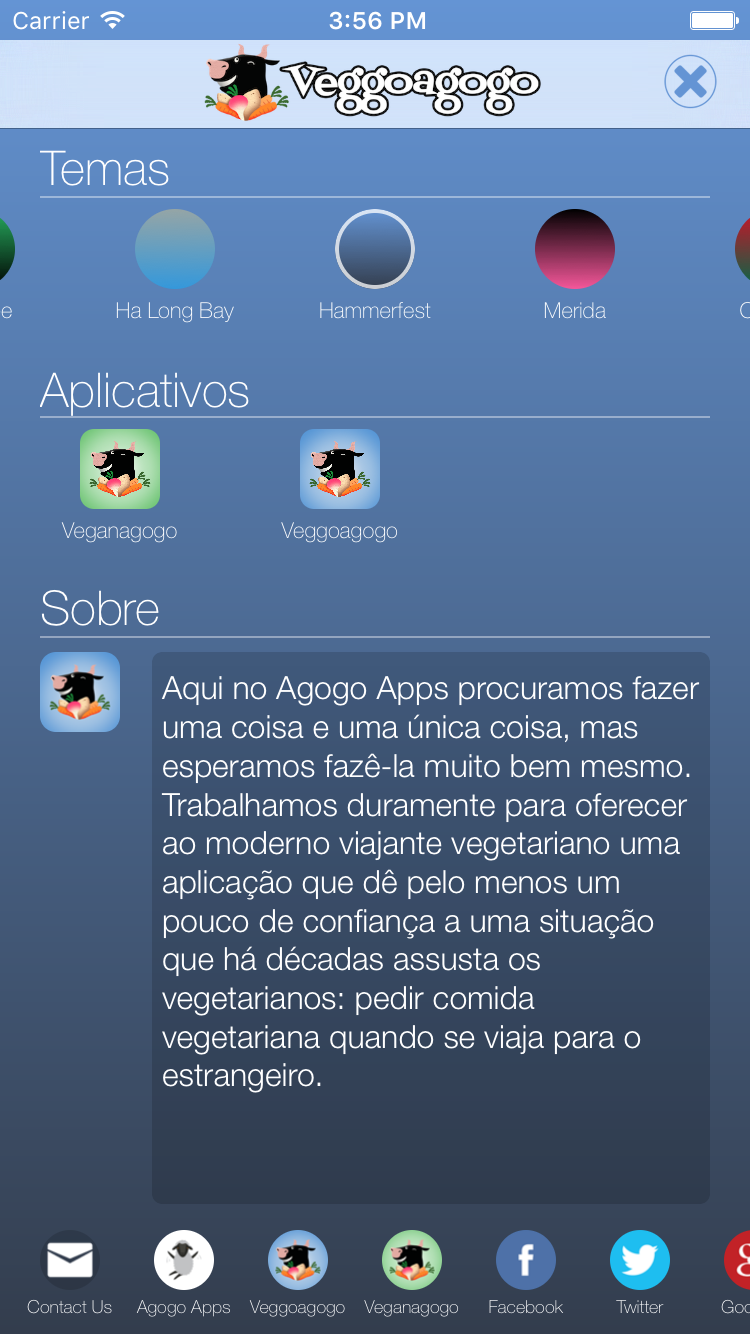 Carrier 3:56 PM
Veggoagogo
Temas
e Ha Long Bay Hammerfest Merida
Aplicativos
Veganagogo Veggoagogo
Sobre
Aqui no Agogo Apps procuramos fazer
uma coisa e uma única coisa, mas
esperamos fazê-la muito bem mesmo.
Trabalhamos duramente para oferecer
ao moderno viajante vegetariano uma
aplicação que dê pelo menos um
pouco de confiança a uma situação
que há décadas assusta os
vegetarianos: pedir comida
vegetariana quando se viaja para o
estrangeiro.
Contact Us Agogo Apps Veggoagogo Veganagogo Facebook Twitter Goo